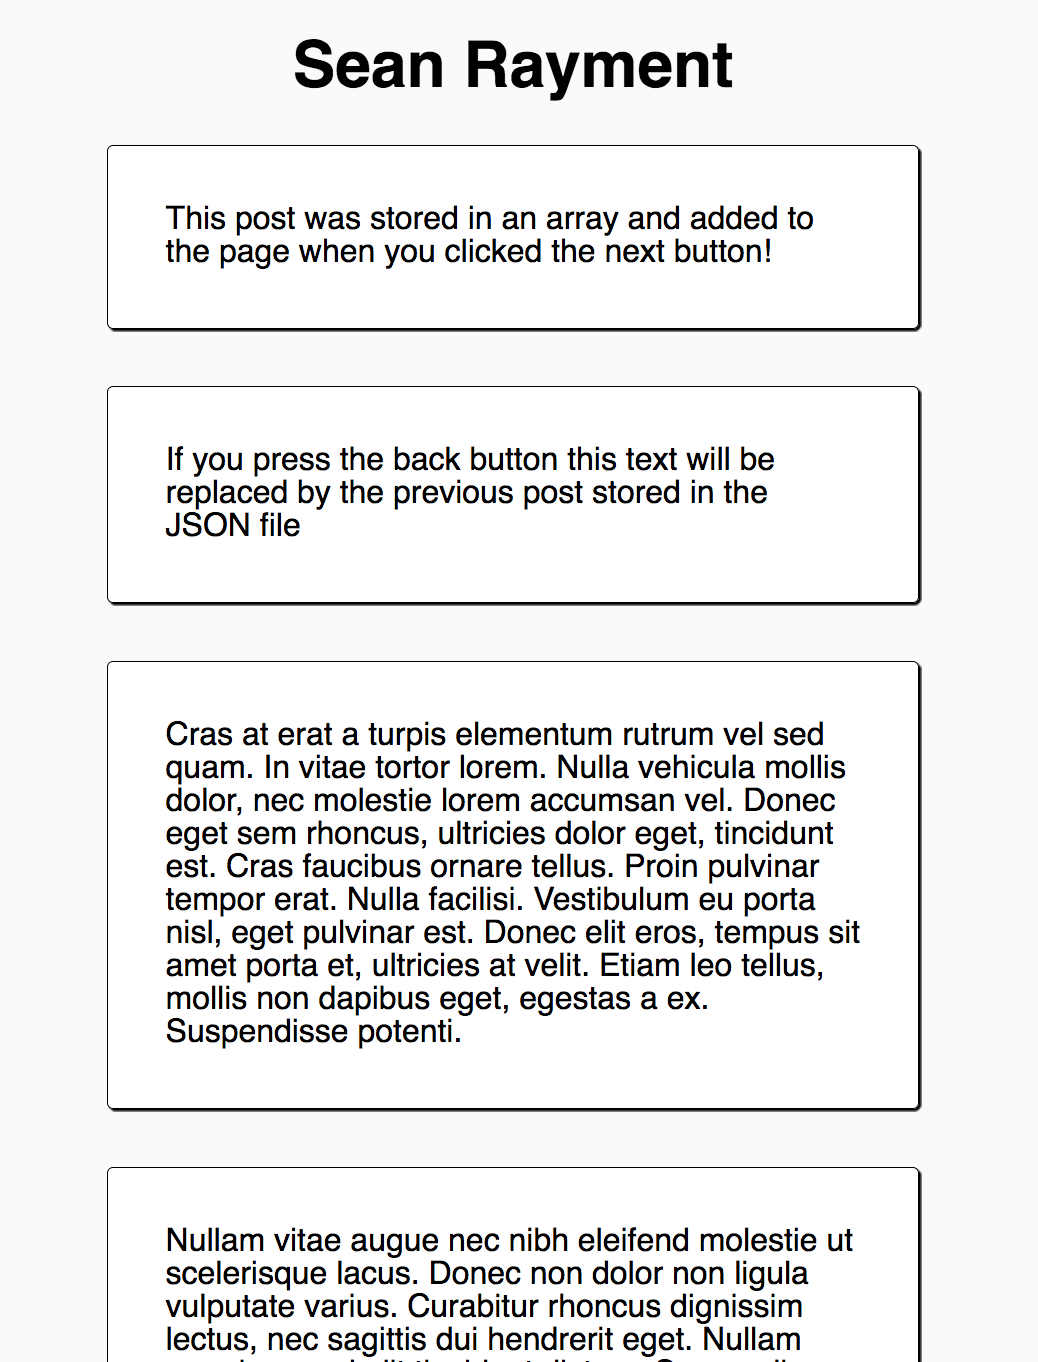 Sean Rayment
This post was stored in an array and added to
the page when you clicked the next button!
If you press the back button this text will be
replaced by the previous post stored in the
JSON file
Cras at erat a turpis elementum rutrum vel sed
quam. In vitae tortor lorem. Nulla vehicula mollis
dolor, nec molestie lorem accumsan vel. Donec
eget sem rhoncus, ultricies dolor eget, tincidunt
est. Cras faucibus ornare tellus. Proin pulvinar
tempor erat. Nulla facilisi. Vestibulum eu porta
nisl, eget pulvinar est. Donec elit eros, tempus sit
amet porta et, ultricies at velit. Etiam leo tellus,
mollis non dapibus eget, egestas a ex.
Suspendisse potenti.
Nullam vitae augue nec nibh eleifend molestie ut
scelerisque lacus. Donec non dolor non ligula
vulputate varius. Curabitur rhoncus dignissim
lectus, nec sagittis dui hendrerit eget. Nullam